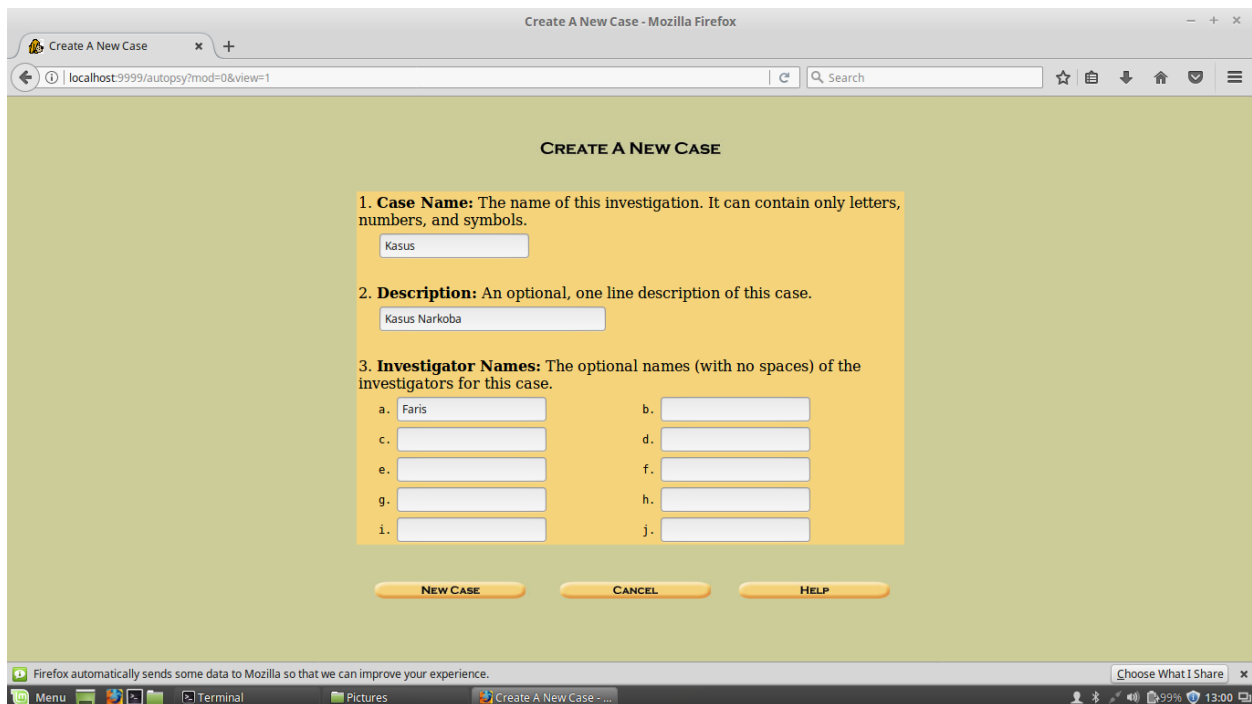 Create A New Case - Mozilla Firefox
Create A New Case
localhost:9999/autopsy?mod=0&view=1
Search
CREATE A NEW CASE
1. Case Name: The name of this investigation. It can contain only letters,
numbers, and symbols.
Kasus
2. Description: An optional, one line description of this case.
Kasus Narkoba
3. Investigator Names: The optional names (with no spaces) of the
investigators for this case.
a. Faris b.
c. d.
e. f.
g. h.
i. j.
NEW CASE CANCEL HELP
Firefox automatically sends some data to Mozilla so that we can improve your experience. Choose What I Share
Menu Terminal Pictures Create A New Case - ... 99% 13:00